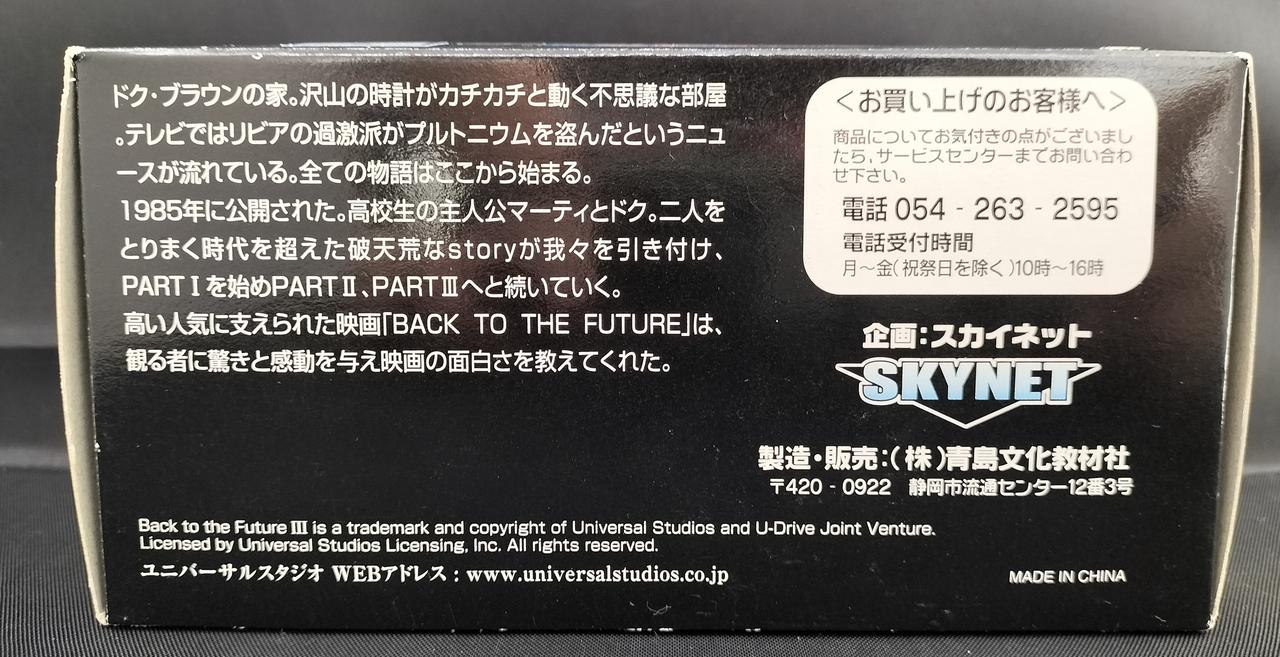 ドク・ブラウンの家。沢山の時計がカチカチと動く不思議な部屋
。テレビではリビアの過激派がプルトニウムを盗んだというニュ
ースが流れている。全ての物語はここから始まる。
1985年に公開された。高校生の主人公マーティとドク。二人を
とりまく時代を超えた破天荒なstoryが我々を引き付け、
PARTⅠを始めPARTⅡ、PARTⅢへと続いていく。
高い人気に支えられた映画「BACK TO THE FUTURE」は、
観る者に驚きと感動を与え映画の面白さを教えてくれた。
＜お買い上げのお客様へ＞
商品についてお気付きの点がございまし
たら、サービスセンターまでお問い合わ
せ下さい。
電話 054 - 263 - 2595
電話受付時間
月～金(祝祭日を除く)10時～16時
企画：スカイネット
SKYNET
製造・販売：(株)青島文化教材社
〒420 - 0922 静岡市流通センター12番3号
Back to the Future III is a trademark and copyright of Universal Studios and U-Drive Joint Venture.
Licensed by Universal Studios Licensing, Inc. All rights reserved.
ユニバーサルスタジオ WEBアドレス：www.universalstudios.co.jp
MADE IN CHINA